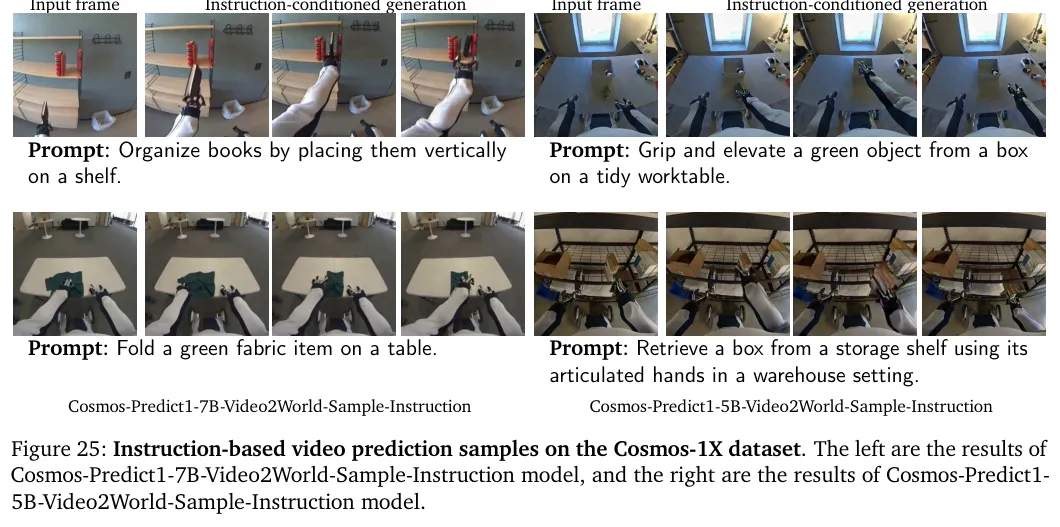 Input frame Instruction-conditioned generation Input frame Instruction-conditioned generation
Prompt: Organize books by placing them vertically
on a shelf.
Prompt: Grip and elevate a green object from a box
on a tidy worktable.
Prompt: Fold a green fabric item on a table.
Prompt: Retrieve a box from a storage shelf using its
articulated hands in a warehouse setting.
Cosmos-Predict1-7B-Video2World-Sample-Instruction
Cosmos-Predict1-5B-Video2World-Sample-Instruction
Figure 25: Instruction-based video prediction samples on the Cosmos-1X dataset. The left are the results of
Cosmos-Predict1-7B-Video2World-Sample-Instruction model, and the right are the results of Cosmos-Predict1-
5B-Video2World-Sample-Instruction model.